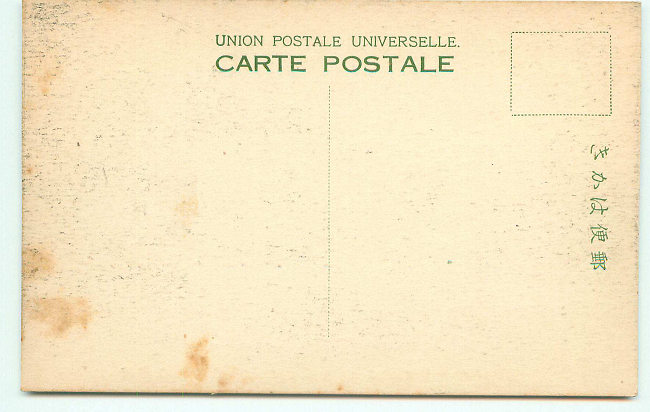 UNION POSTALE UNIVERSELLE.
CARTE POSTALE
郵便はかき